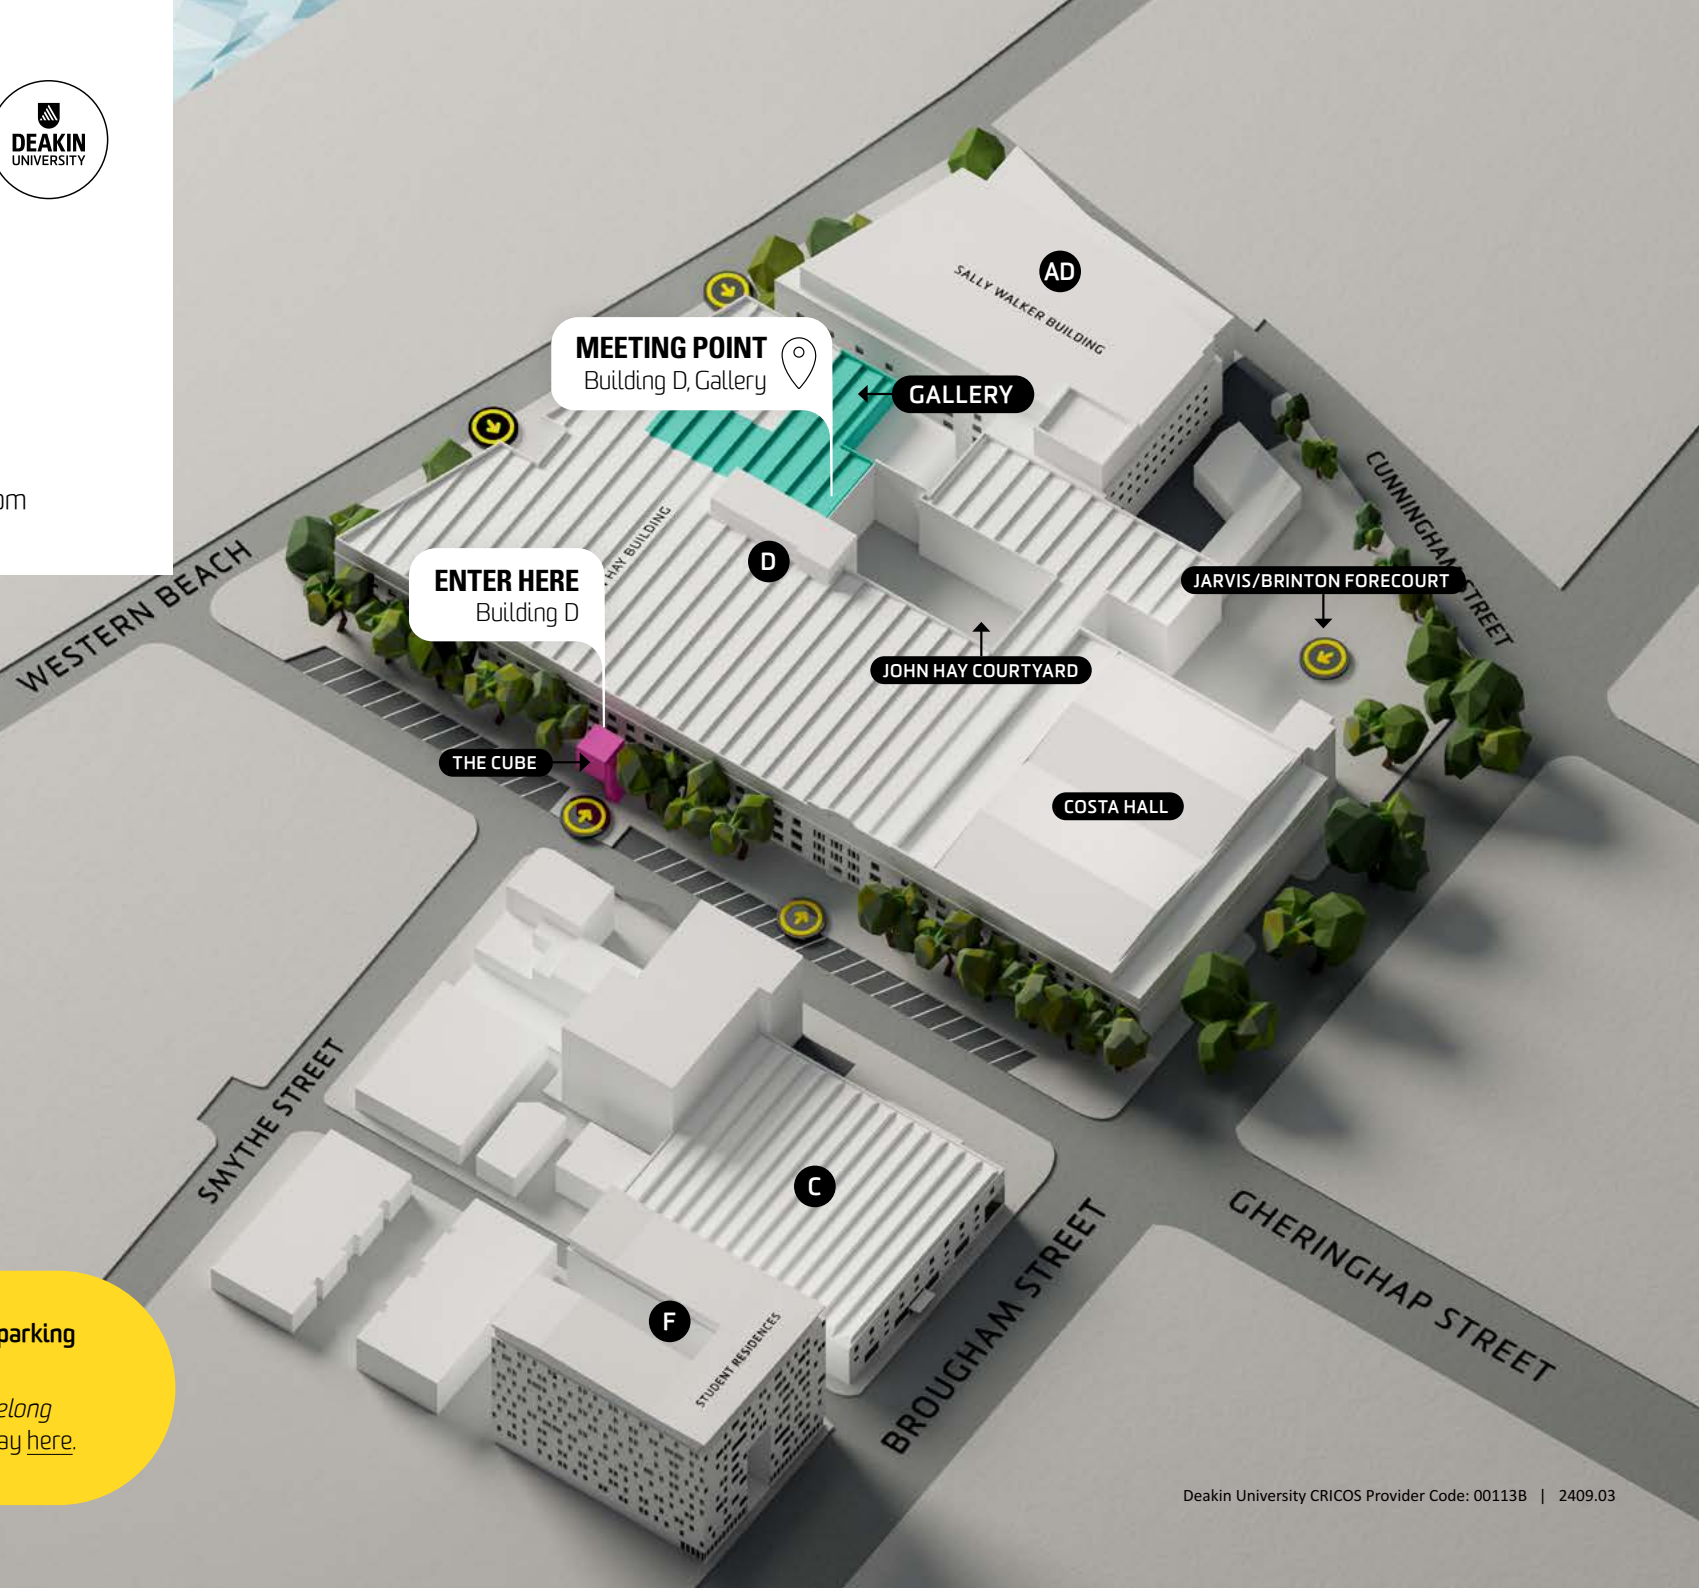 DEAKIN
UNIVERSITY
om
AD
SALLY WALKER BUILDING
MEETING POINT
Building D, Gallery
GALLERY
CUNNINGHAM STREET
HAY BUILDING
D
ENTER HERE
Building D
JARVIS/BRINTON FORECOURT
WESTERN BEACH
JOHN HAY COURTYARD
THE CUBE
COSTA HALL
SMYTHE STREET
C
GHERINGHAP STREET
BROUGHAM STREET
F
STUDENT RESIDENCES
parking
elong
ay here.
Deakin University CRICOS Provider Code: 00113B | 2409.03